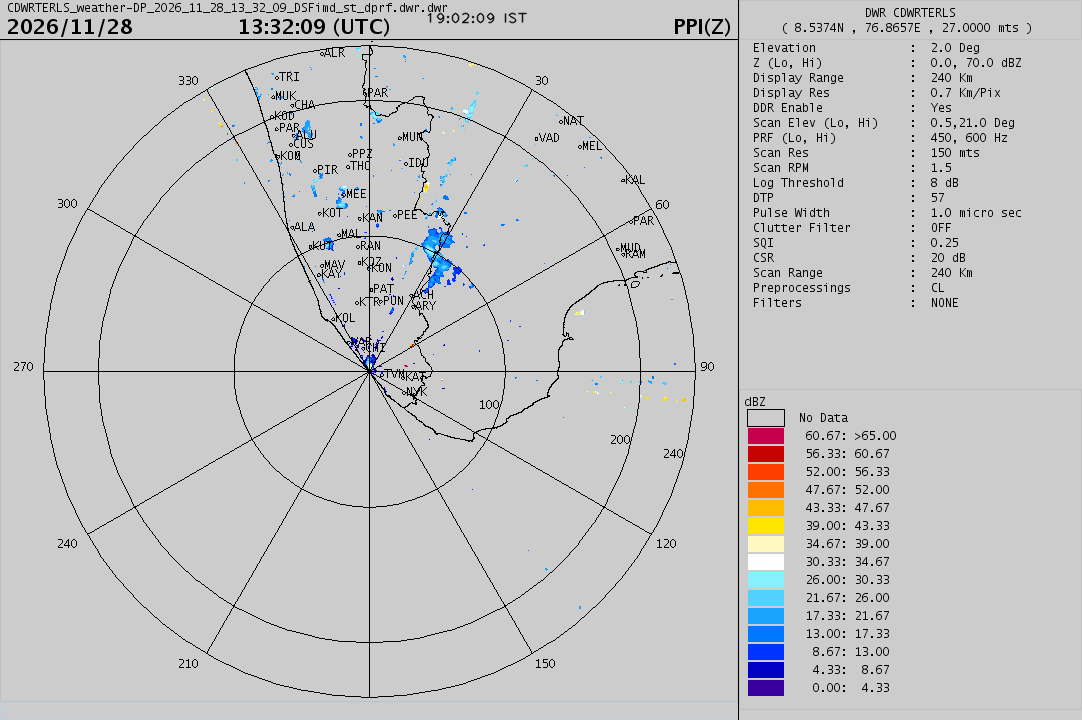 CDWRTERLS_weather-DP_2026_11_28_13_32_09_DSFimd_st_dprf.dwr.dwr
19:02:09 IST
2026/11/28 13:32:09 (UTC) PPI(Z)
DWR CDWRTERLS
( 8.5374N , 76.8657E , 27.0000 mts )
Elevation : 2.0 Deg
Z (Lo, Hi) : 0.0, 70.0 dBZ
Display Range : 240 Km
Display Res : 0.7 Km/Pix
DDR Enable : Yes
Scan Elev (Lo, Hi) : 0.5,21.0 Deg
PRF (Lo, Hi) : 450, 600 Hz
Scan Res : 150 mts
Scan RPM : 1.5
Log Threshold : 8 dB
DTP : 57
Pulse Width : 1.0 micro sec
Clutter Filter : OFF
SQI : 0.25
CSR : 20 dB
Scan Range : 240 Km
Preprocessings : CL
Filters : NONE
dBZ
No Data
60.67: >65.00
56.33: 60.67
52.00: 56.33
47.67: 52.00
43.33: 47.67
39.00: 43.33
34.67: 39.00
30.33: 34.67
26.00: 30.33
21.67: 26.00
17.33: 21.67
13.00: 17.33
8.67: 13.00
4.33: 8.67
0.00: 4.33
ALR
TRI
330
30
MUK
PAR
CHA
KOD
NAT
PAR
ALU
MUN
VAD
CUS
MEL
KOM
PPZ
THO
IDU
PIR
KAL
MEE
300
60
KOT
KAN
PEE
PAR
ALA
MAL
KUT
RAN
MUD
RAM
MAV
KOZ
KON
KAY
PAT
ACH
KTR
PUN
ARY
KOL
VAR
CHI
270
90
TVM
KAT
NYK
100
200
240
240
120
210
150